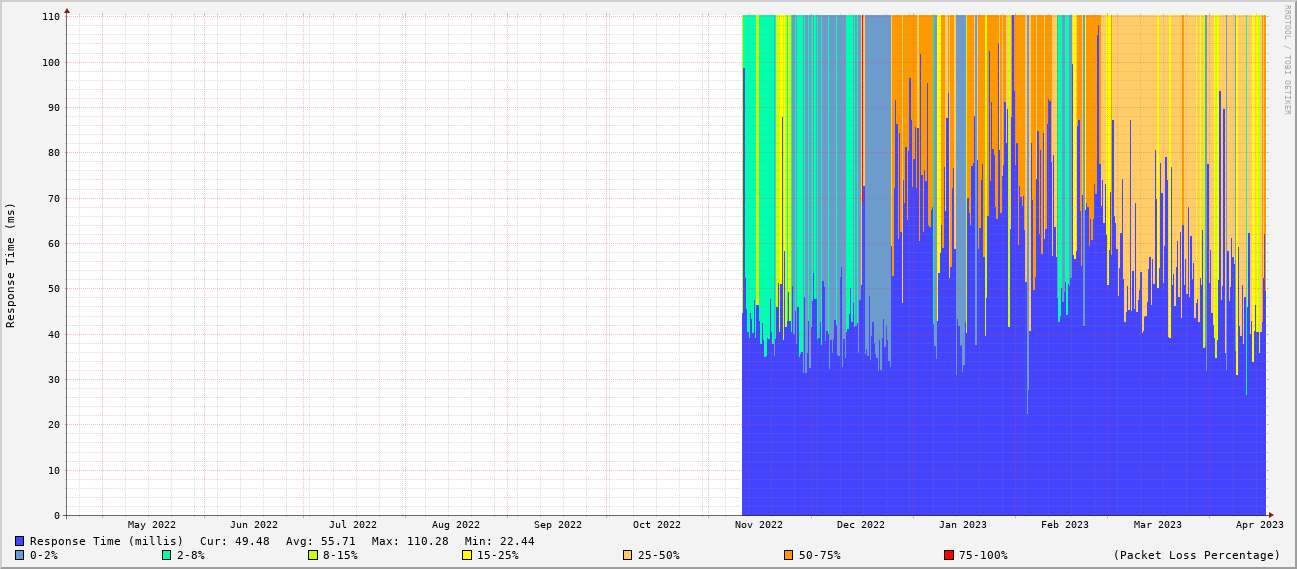 RRDTOOL / TOBI OETIKER
Response Time (ms)
110
100
90
80
70
60
50
40
30
20
10
0
May 2022 Jun 2022 Jul 2022 Aug 2022 Sep 2022 Oct 2022 Nov 2022 Dec 2022 Jan 2023 Feb 2023 Mar 2023 Apr 2023
Response Time (millis) Cur: 49.48 Avg: 55.71 Max: 110.28 Min: 22.44
0-2% 2-8% 8-15% 15-25% 25-50% 50-75% 75-100% (Packet Loss Percentage)